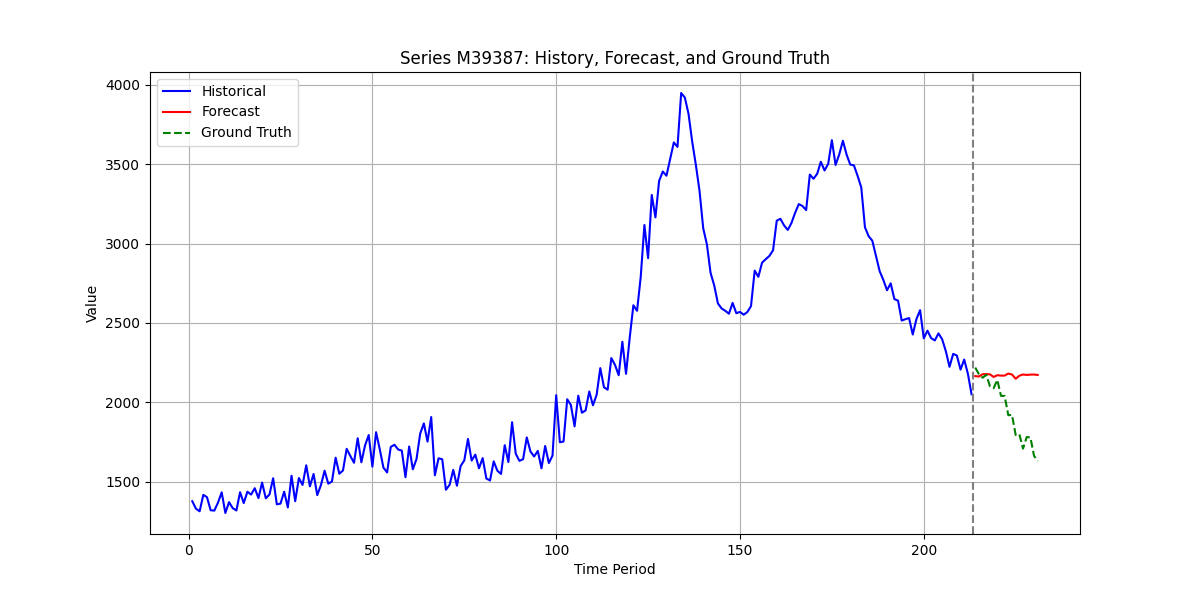 Series M39387: History, Forecast, and Ground Truth
Historical
Forecast
Ground Truth
4000
3500
3000
2500
2000
1500
Value
0 50 100 150 200
Time Period